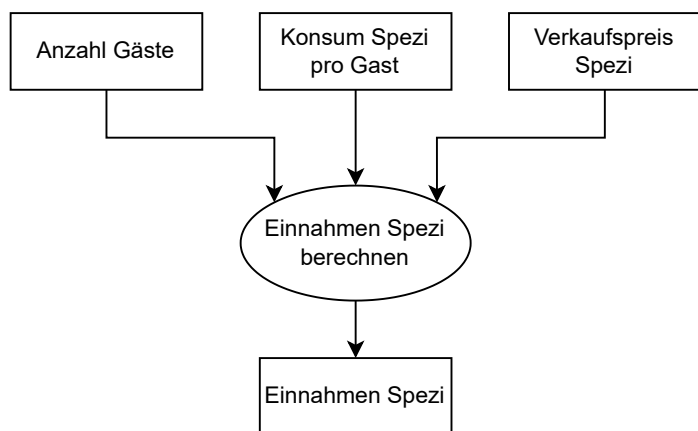 Anzahl Gäste
Konsum Spezi
pro Gast
Verkaufspreis
Spezi
Einnahmen Spezi
berechnen
Einnahmen Spezi